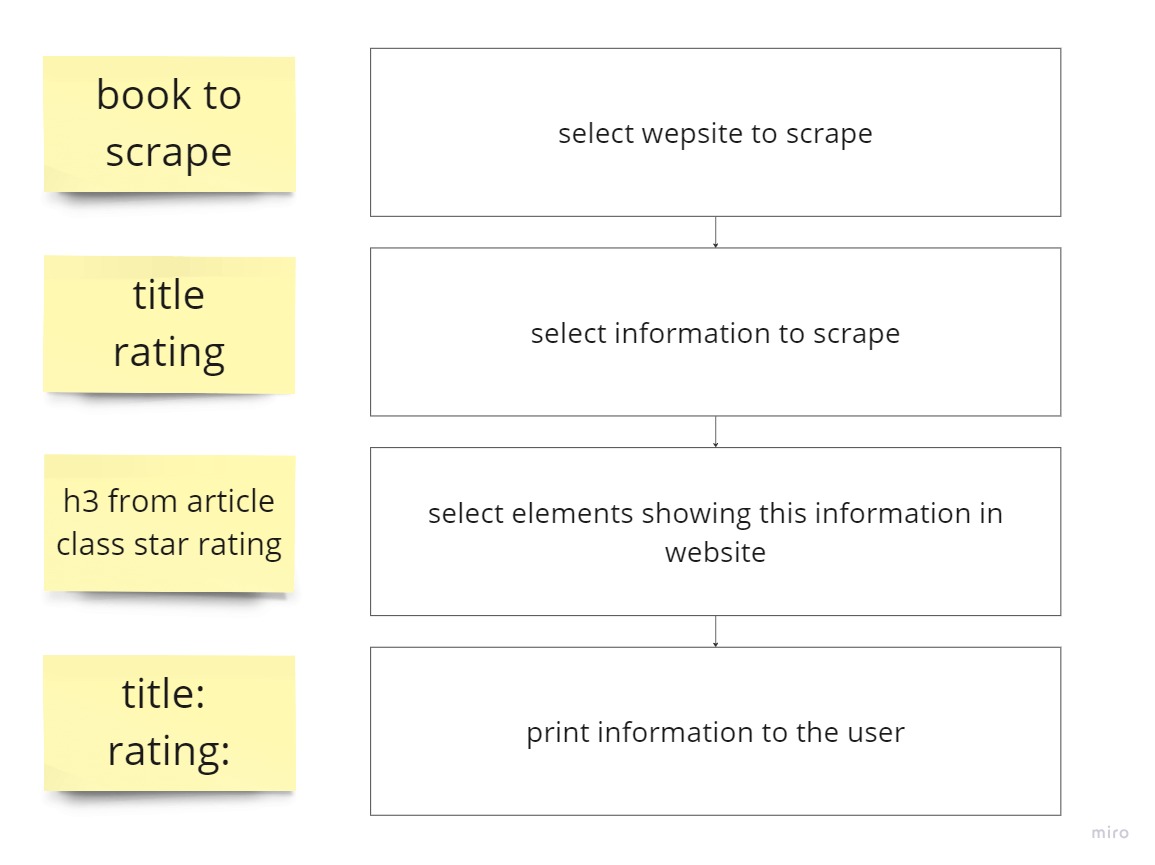 book to
scrape
select wepsite to scrape
title
rating
select information to scrape
h3 from article
class star rating
select elements showing this information in
website
title:
rating:
print information to the user
miro